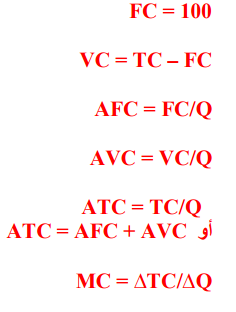 FC = 100
VC = TC – FC
AFC = FC/Q
AVC = VC/Q
ATC = TC/Q
أو ATC = AFC + AVC
MC = ∆TC/∆Q